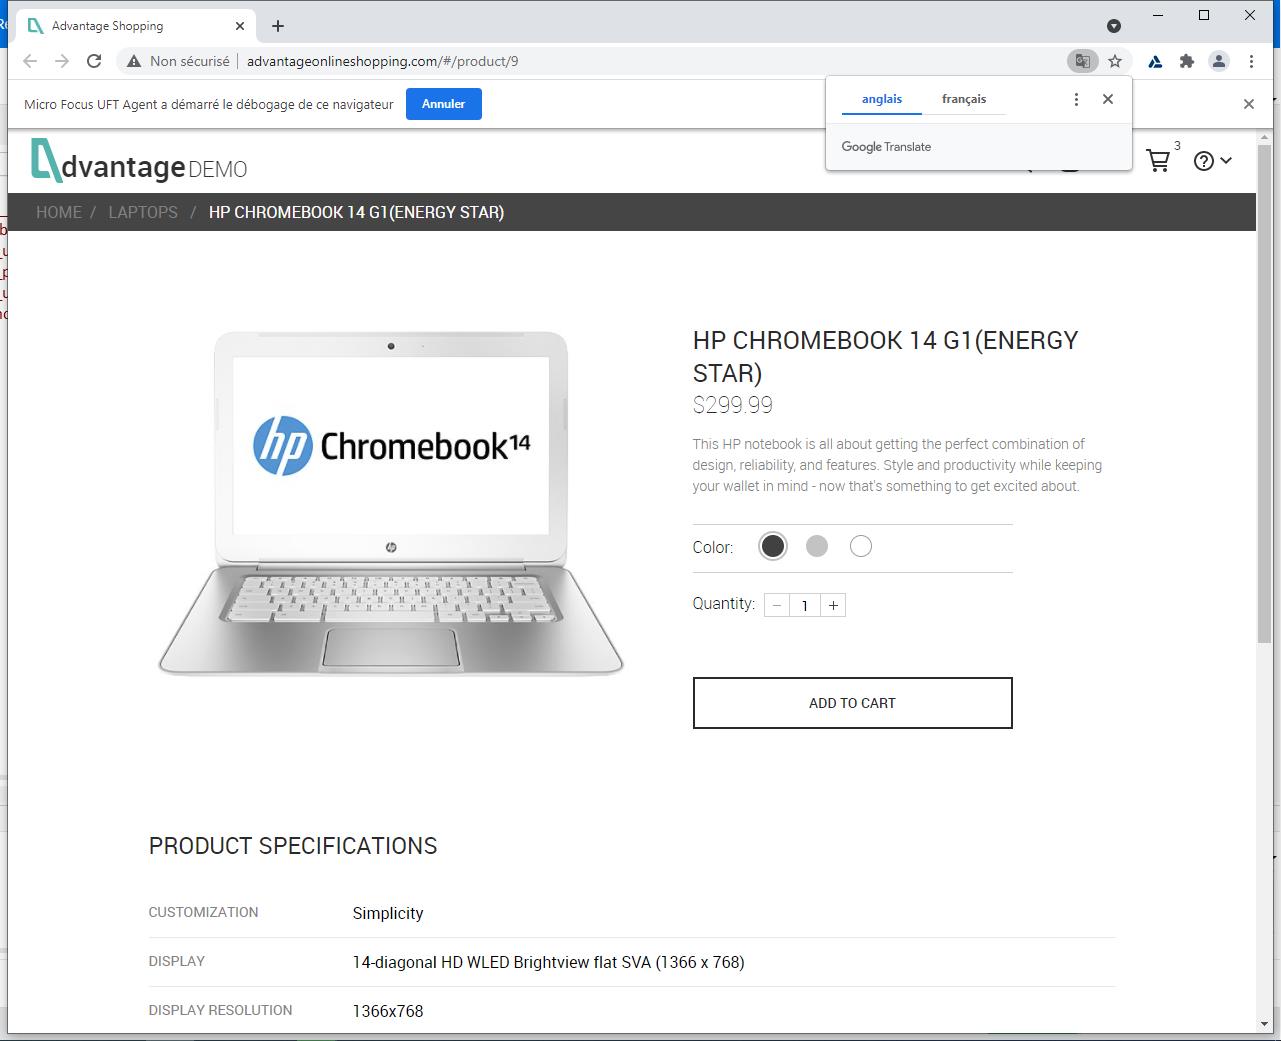 Advantage Shopping
Non sécurisé advantageonlineshopping.com/#/product/9
Micro Focus UFT Agent a démarré le débogage de ce navigateur Annuler
anglais français
Google Translate
Advantage DEMO
3
HOME / LAPTOPS / HP CHROMEBOOK 14 G1(ENERGY STAR)
HP CHROMEBOOK 14 G1(ENERGY
STAR)
$299.99
This HP notebook is all about getting the perfect combination of
design, reliability, and features. Style and productivity while keeping
your wallet in mind - now that's something to get excited about.
hp Chromebook14
hp
Color:
Quantity: − 1 +
ADD TO CART
PRODUCT SPECIFICATIONS
CUSTOMIZATION Simplicity
DISPLAY 14-diagonal HD WLED Brightview flat SVA (1366 x 768)
DISPLAY RESOLUTION 1366x768